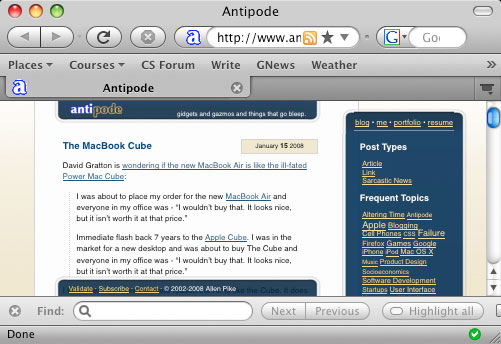 Antipode
http://www.an
G
Goo
Places Courses CS Forum Write GNews Weather
a Antipode
antipode
gidgets and gazmos and things that go bleep.
blog • me • portfolio • resume
The MacBook Cube
January 15 2008
David Gratton is wondering if the new MacBook Air is like the ill-fated
Power Mac Cube:
I was about to place my order for the new MacBook Air and
everyone in my office was - "I wouldn't buy that. It looks nice,
but it isn't worth it at that price."
Immediate flash back 7 years to the Apple Cube. I was in the
market for a new desktop and was about to buy The Cube and
everyone in my office was - "I wouldn't buy that. It looks nice,
but it isn't worth it at that price."
Validate · Subscribe · Contact · © 2002-2008 Allen Pike
Post Types
Article
Link
Sarcastic News
Frequent Topics
Altering Time Antipode
Apple Blogging
Cell Phones CSS Failure
Firefox Games Google
iPhone iPod Mac OS X
Music Product Design
Socioeconomics
Software Development
Startups User Interface
Find:
Next Previous
Highlight all
Done